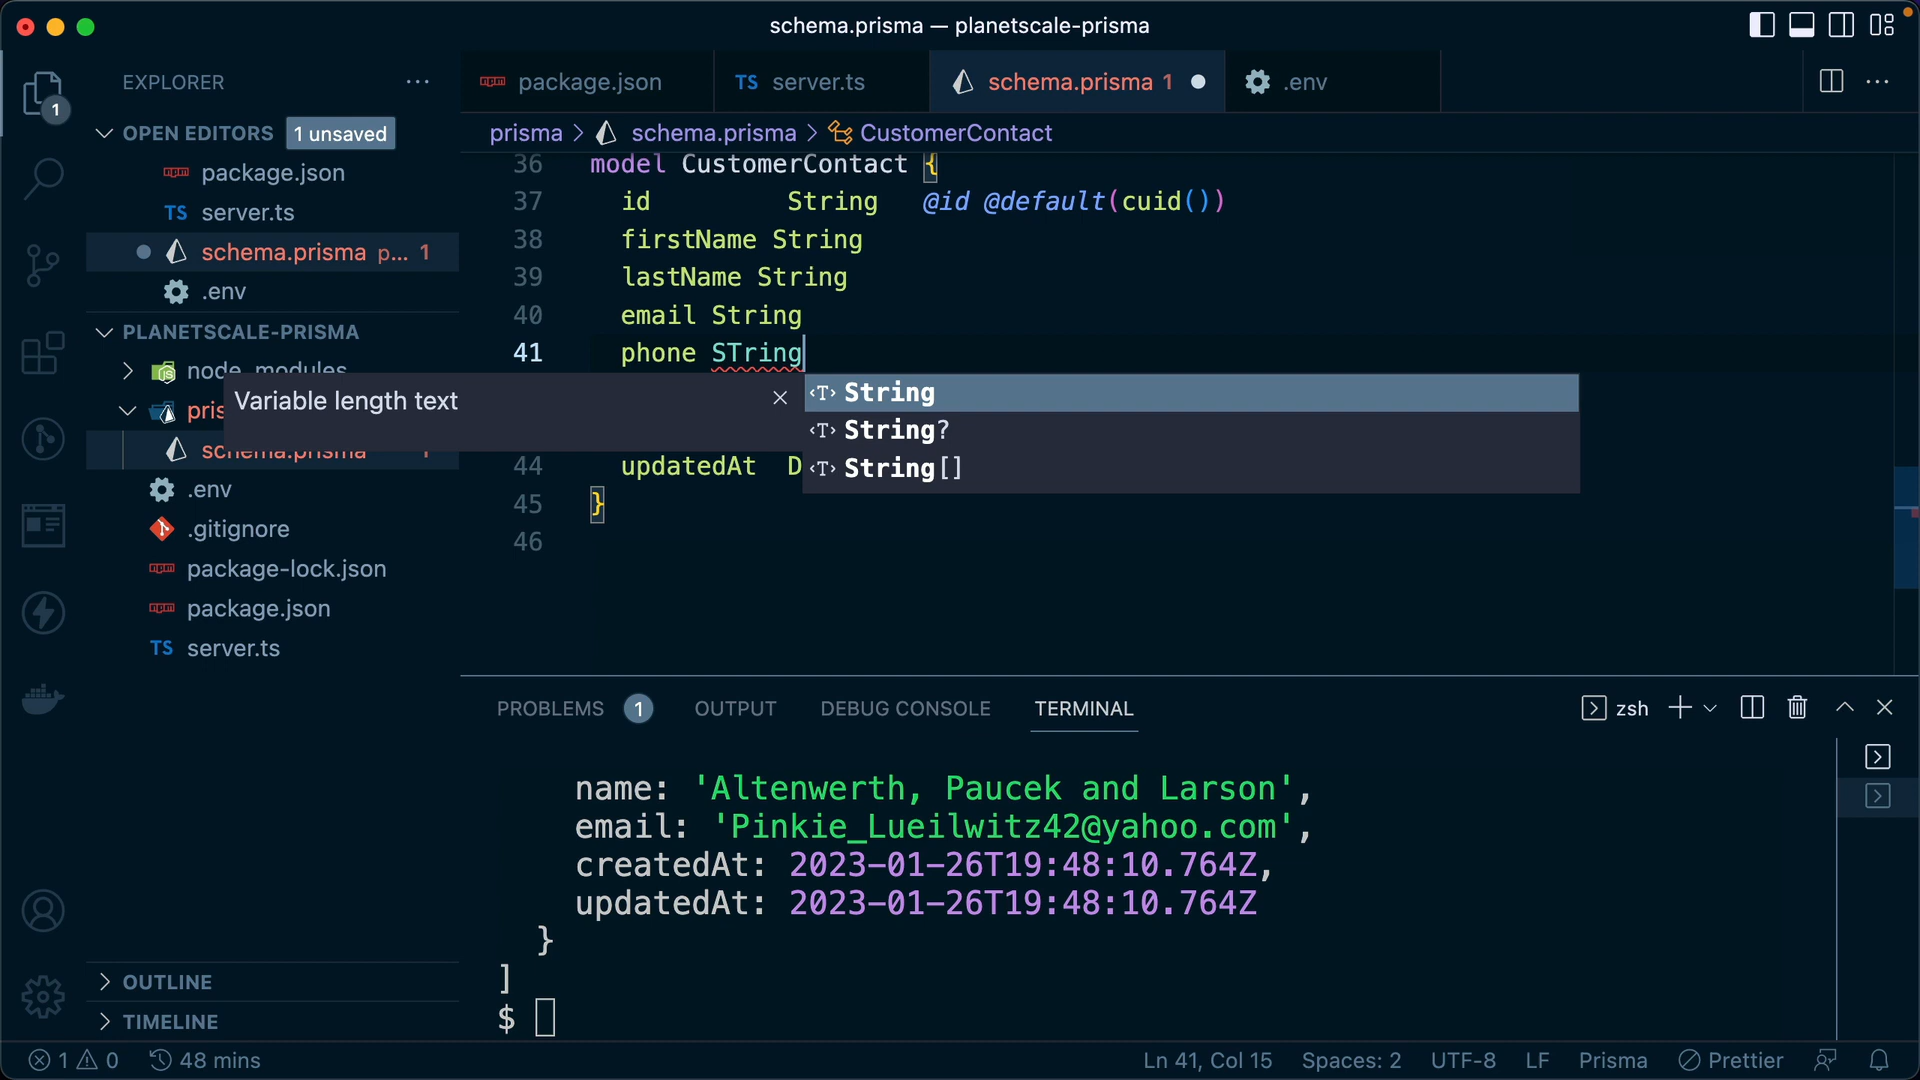 schema.prisma — planetscale-prisma
EXPLORER
package.json
TS server.ts
schema.prisma 1
.env
1
OPEN EDITORS 1 unsaved
package.json
TS server.ts
schema.prisma p... 1
.env
PLANETSCALE-PRISMA
node_modules
pris
schema.prisma 1
.env
.gitignore
package-lock.json
package.json
TS server.ts
OUTLINE
TIMELINE
prisma > schema.prisma > CustomerContact
36 model CustomerContact {
37 id String @id @default(cuid())
38 firstName String
39 lastName String
40 email String
41 phone STring
Variable length text
String
String?
String[]
44 updatedAt D
45 }
46
PROBLEMS 1 OUTPUT DEBUG CONSOLE TERMINAL
zsh
name: 'Altenwerth, Paucek and Larson',
email: 'Pinkie_Lueilwitz42@yahoo.com',
createdAt: 2023-01-26T19:48:10.764Z,
updatedAt: 2023-01-26T19:48:10.764Z
}
]
$
1 0 48 mins
Ln 41, Col 15 Spaces: 2 UTF-8 LF Prisma Prettier